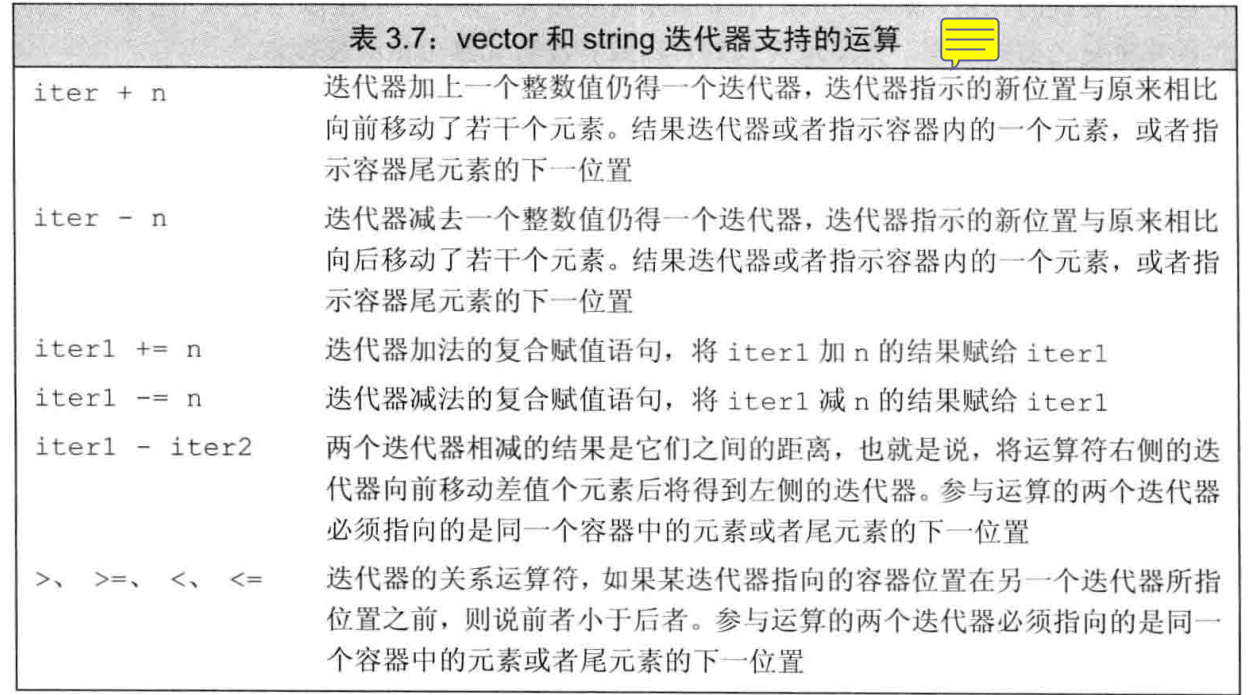 表 3.7：vector 和 string 迭代器支持的运算
iter + n 迭代器加上一个整数值仍得一个迭代器，迭代器指示的新位置与原来相比
向前移动了若干个元素。结果迭代器或者指示容器内的一个元素，或者指
示容器尾元素的下一位置
iter - n 迭代器减去一个整数值仍得一个迭代器，迭代器指示的新位置与原来相比
向后移动了若干个元素。结果迭代器或者指示容器内的一个元素，或者指
示容器尾元素的下一位置
iter1 += n 迭代器加法的复合赋值语句，将 iter1 加 n 的结果赋给 iter1
iter1 -= n 迭代器减法的复合赋值语句，将 iter1 减 n 的结果赋给 iter1
iter1 - iter2 两个迭代器相减的结果是它们之间的距离，也就是说，将运算符右侧的迭
代器向前移动差值个元素后将得到左侧的迭代器。参与运算的两个迭代器
必须指向的是同一个容器中的元素或者尾元素的下一位置
>、 >=、 <、 <= 迭代器的关系运算符，如果某迭代器指向的容器位置在另一个迭代器所指
位置之前，则说前者小于后者。参与运算的两个迭代器必须指向的是同一
个容器中的元素或者尾元素的下一位置